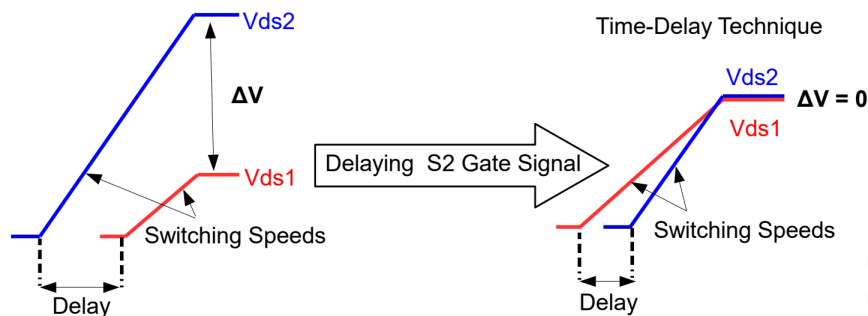 Vds2
Time-Delay Technique
Vds2
ΔV
ΔV = 0
Vds1
Delaying S2 Gate Signal
Vds1
Switching Speeds
Switching Speeds
Delay
Delay